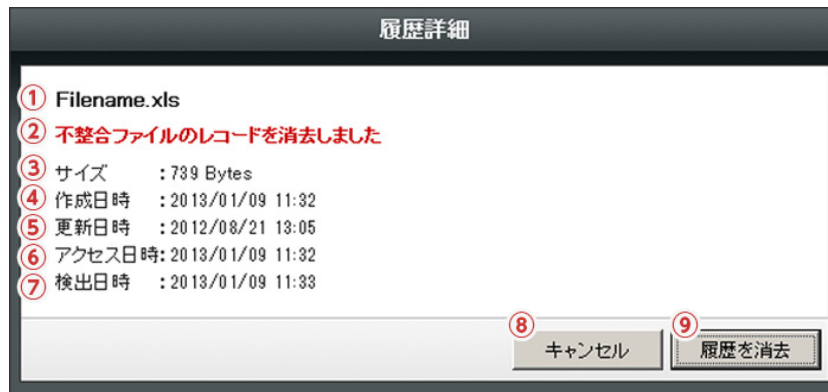 履歴詳細
① Filename.xls
② 不整合ファイルのレコードを消去しました
③ サイズ :739 Bytes
④ 作成日時 :2013/01/09 11:32
⑤ 更新日時 :2012/08/21 13:05
⑥ アクセス日時:2013/01/09 11:32
⑦ 検出日時 :2013/01/09 11:33
⑧ キャンセル ⑨ 履歴を消去